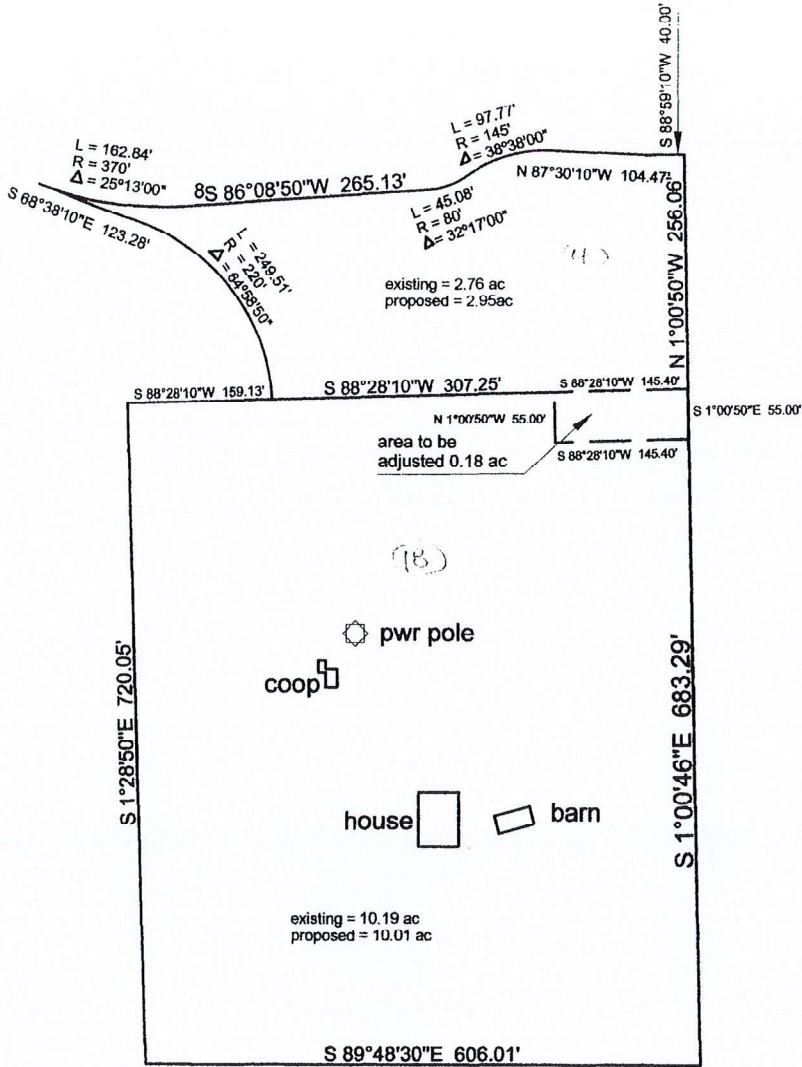 S 88°59'10"W 40.00'
L = 97.77'
R = 145'
Δ = 38°38'00"
L = 162.84'
R = 370'
Δ = 25°13'00"
8S 86°08'50"W 265.13'
N 87°30'10"W 104.47'
S 68°38'10"E 123.28'
L = 45.08'
R = 80'
Δ = 32°17'00"
L = 249.51'
R = 220'
Δ = 64°58'50"
(4)
existing = 2.76 ac
proposed = 2.95ac
N 1°00'50"W 256.06'
S 88°28'10"W 159.13'
S 88°28'10"W 307.25'
S 68°28'10"W 145.40'
N 1°00'50"W 55.00'
S 1°00'50"E 55.00'
area to be
adjusted 0.18 ac
S 88°28'10"W 145.40'
(1B)
pwr pole
coop
S 1°28'50"E 720.05'
S 1°00'46"E 683.29'
house
barn
existing = 10.19 ac
proposed = 10.01 ac
S 89°48'30"E 606.01'